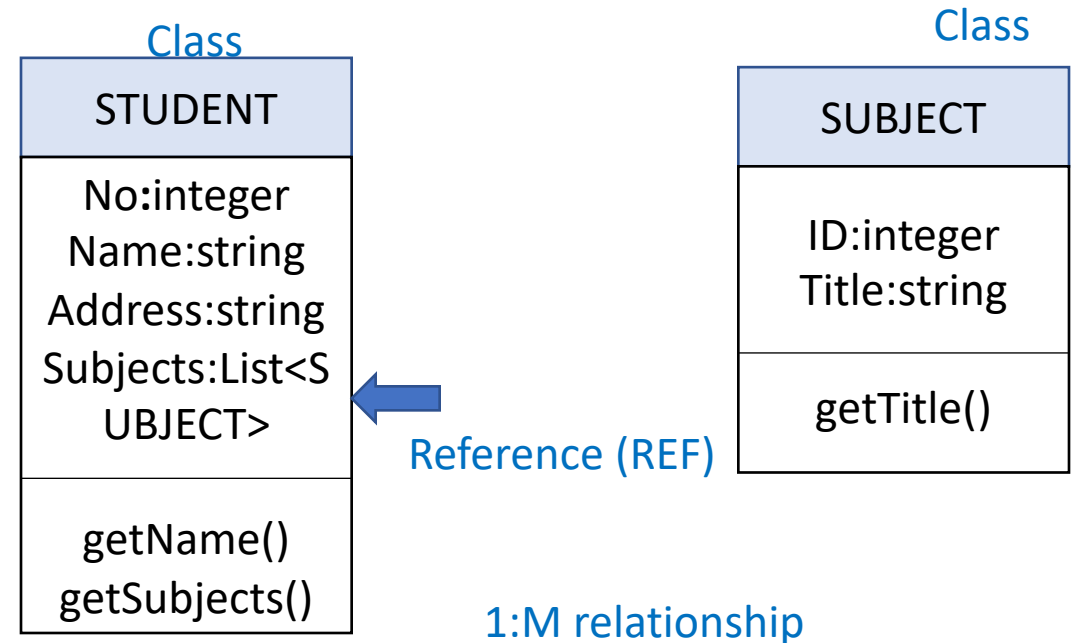 Class
STUDENT
No:integer
Name:string
Address:string
Subjects:List<S
UBJECT>
getName()
getSubjects()
Reference (REF)
1:M relationship
Class
SUBJECT
ID:integer
Title:string
getTitle()